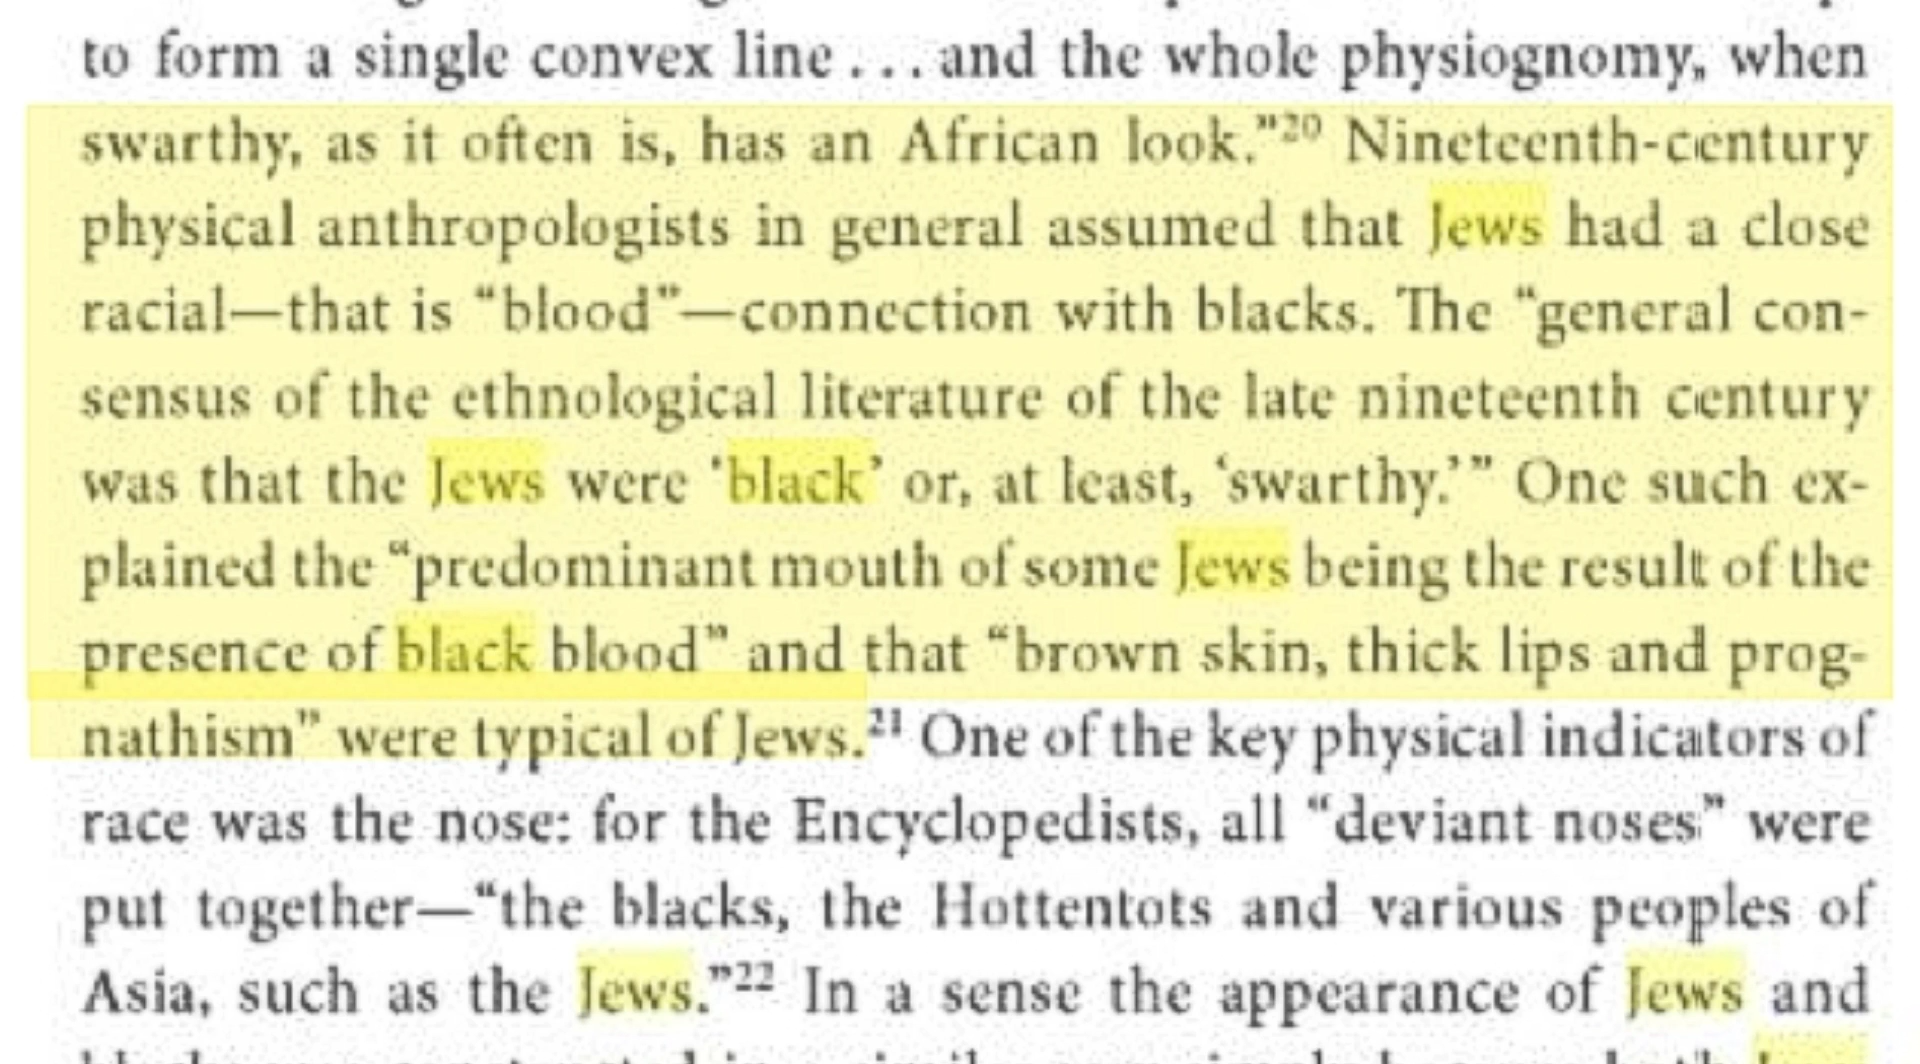 to form a single convex line . . . and the whole physiognomy, when
swarthy, as it often is, has an African look."20 Nineteenth-century
physical anthropologists in general assumed that Jews had a close
racial—that is "blood"—connection with blacks. The "general con-
sensus of the ethnological literature of the late nineteenth century
was that the Jews were 'black' or, at least, 'swarthy.'" One such ex-
plained the "predominant mouth of some Jews being the result of the
presence of black blood" and that "brown skin, thick lips and prog-
nathism" were typical of Jews.21 One of the key physical indicators of
race was the nose: for the Encyclopedists, all "deviant noses" were
put together—"the blacks, the Hottentots and various peoples of
Asia, such as the Jews."22 In a sense the appearance of Jews and